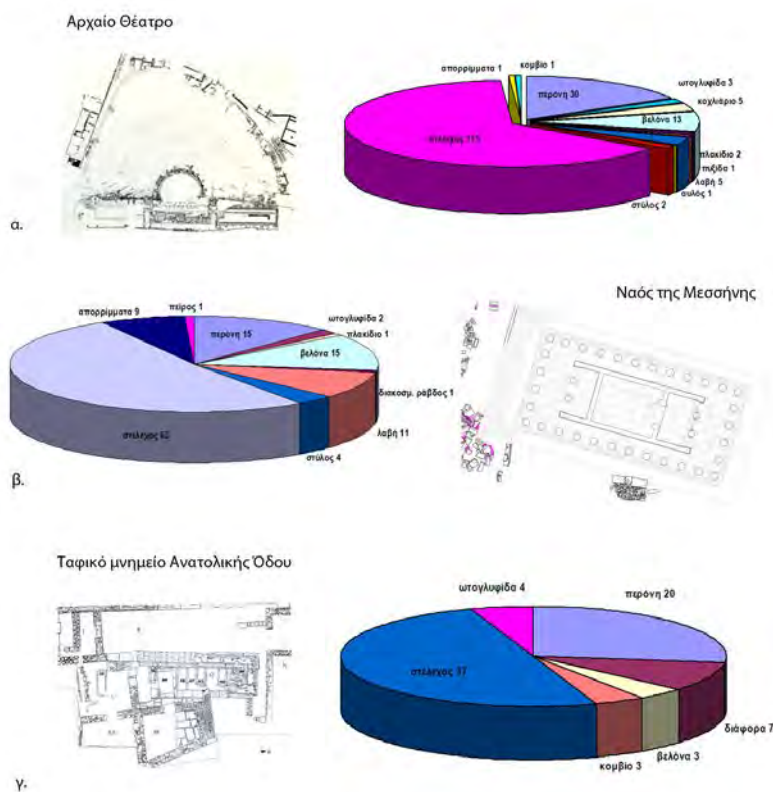 Αρχαίο Θέατρο
απορρίμματα 1
κομβίο 1
περόνη 30
ωτογλυφίδα 3
κοχλιάριο 5
βελόνα 13
πλακίδιο 2
πυξίδα 1
λαβή 5
αυλός 1
στύλος 2
στέλεχος 115
α.
Ναός της Μεσσήνης
απορρίμματα 9
πείρος 1
περόνη 15
ωτογλυφίδα 2
πλακίδιο 1
βελόνα 15
διακοσμ. ράβδος 1
λαβή 11
στύλος 4
στέλεχος 62
β.
Ταφικό μνημείο Ανατολικής Όδου
ωτογλυφίδα 4
περόνη 20
στέλεχος 37
διάφορα 7
βελόνα 3
κομβίο 3
γ.